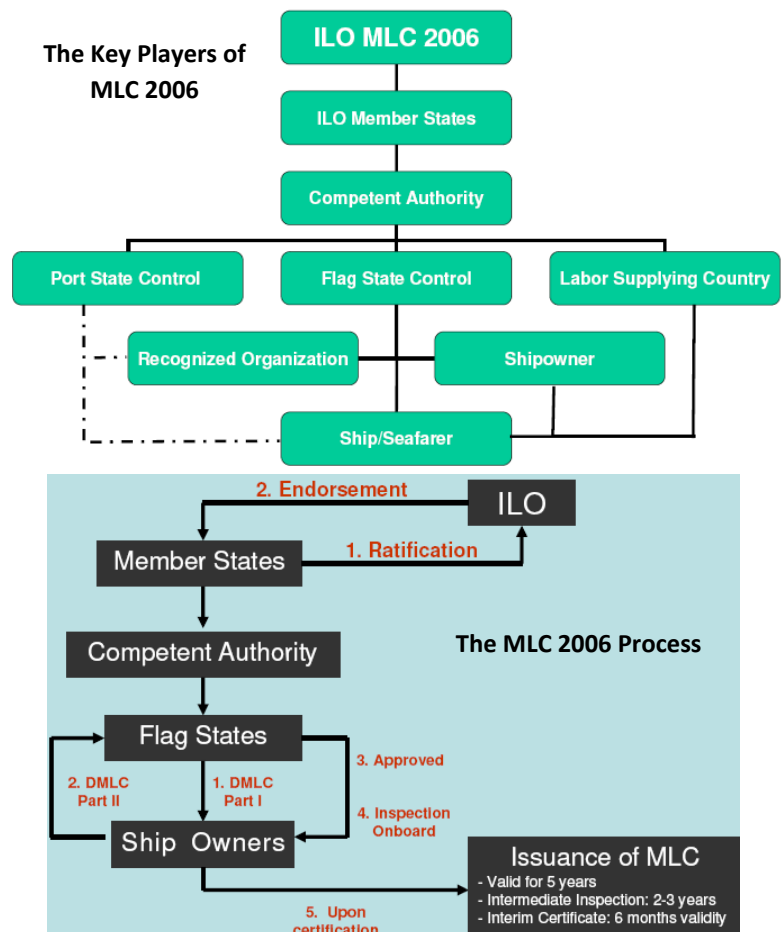 The Key Players of
MLC 2006
ILO MLC 2006
ILO Member States
Competent Authority
Port State Control
Flag State Control
Labor Supplying Country
Recognized Organization
Shipowner
Ship/Seafarer
2. Endorsement
ILO
Member States
1. Ratification
Competent Authority
The MLC 2006 Process
Flag States
2. DMLC
Part II
1. DMLC
Part I
3. Approved
4. Inspection
Onboard
Ship Owners
Issuance of MLC
- Valid for 5 years
- Intermediate Inspection: 2-3 years
- Interim Certificate: 6 months validity
5. Upon
certification